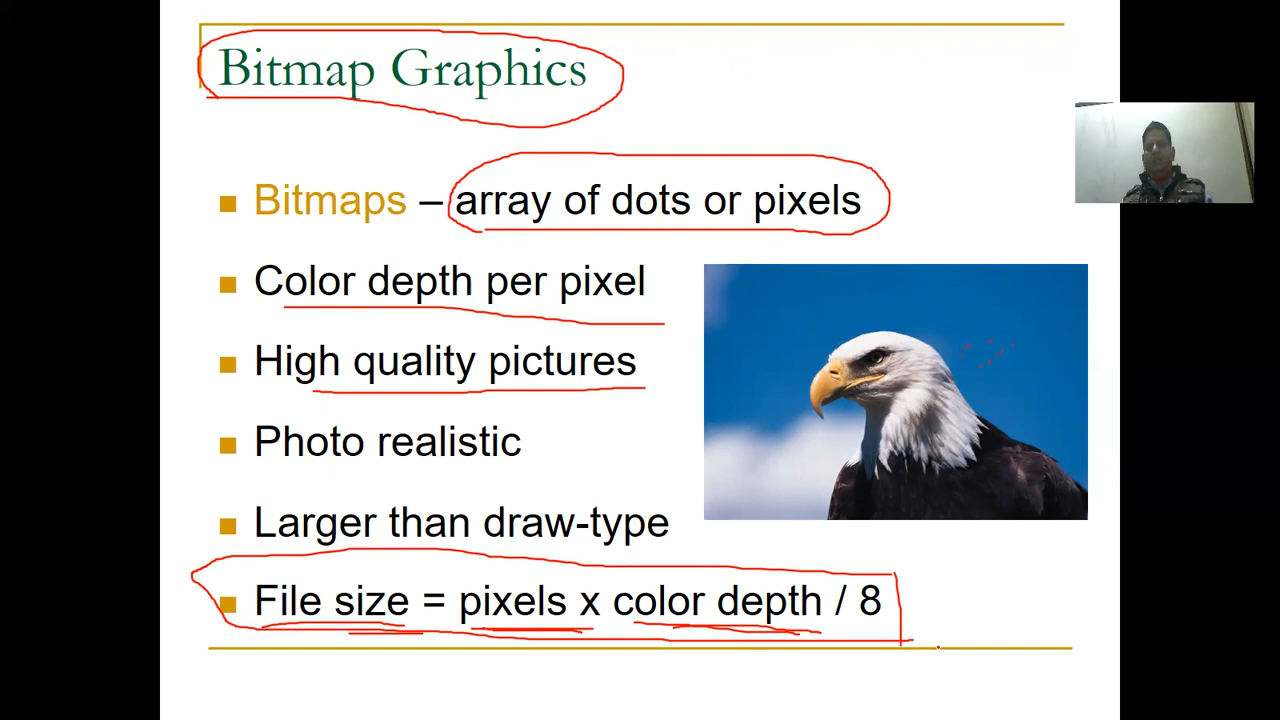 Bitmap Graphics
Bitmaps – array of dots or pixels
Color depth per pixel
High quality pictures
Photo realistic
Larger than draw-type
File size = pixels x color depth / 8